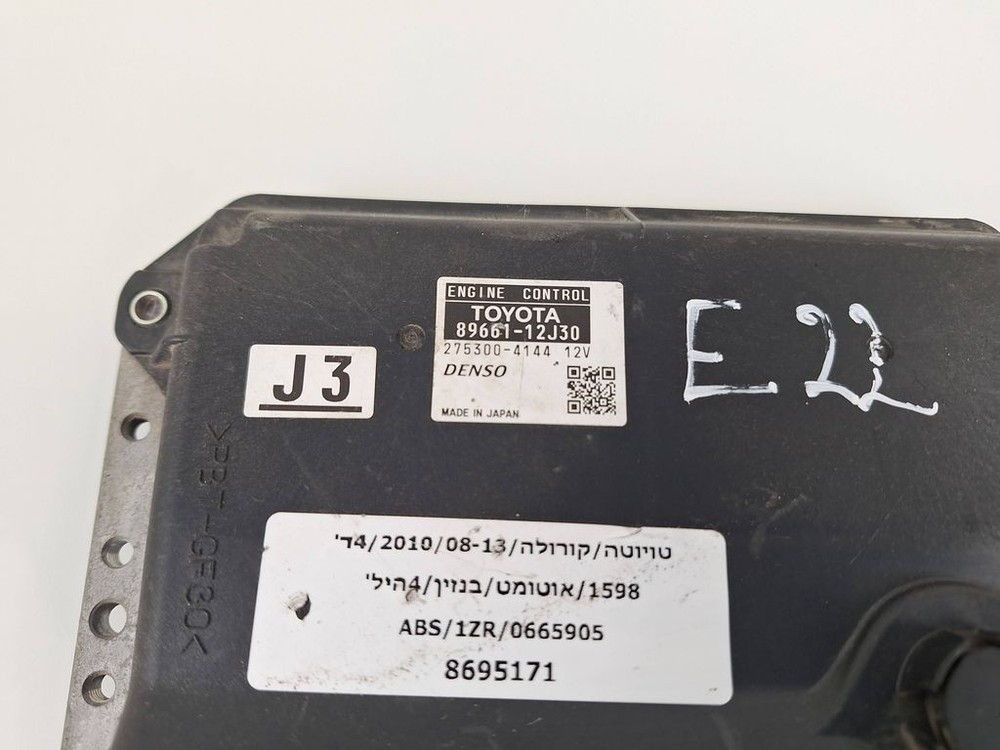 ENGINE CONTROL
TOYOTA
89661-12J30
275300-4144 12V
DENSO
MADE IN JAPAN
J3
E22
>PBT-GF30<
טויוטה/קורולה/08-13/2010/4ד'
1598/אוטומט/בנזין/4היל'
ABS/1ZR/0665905
8695171